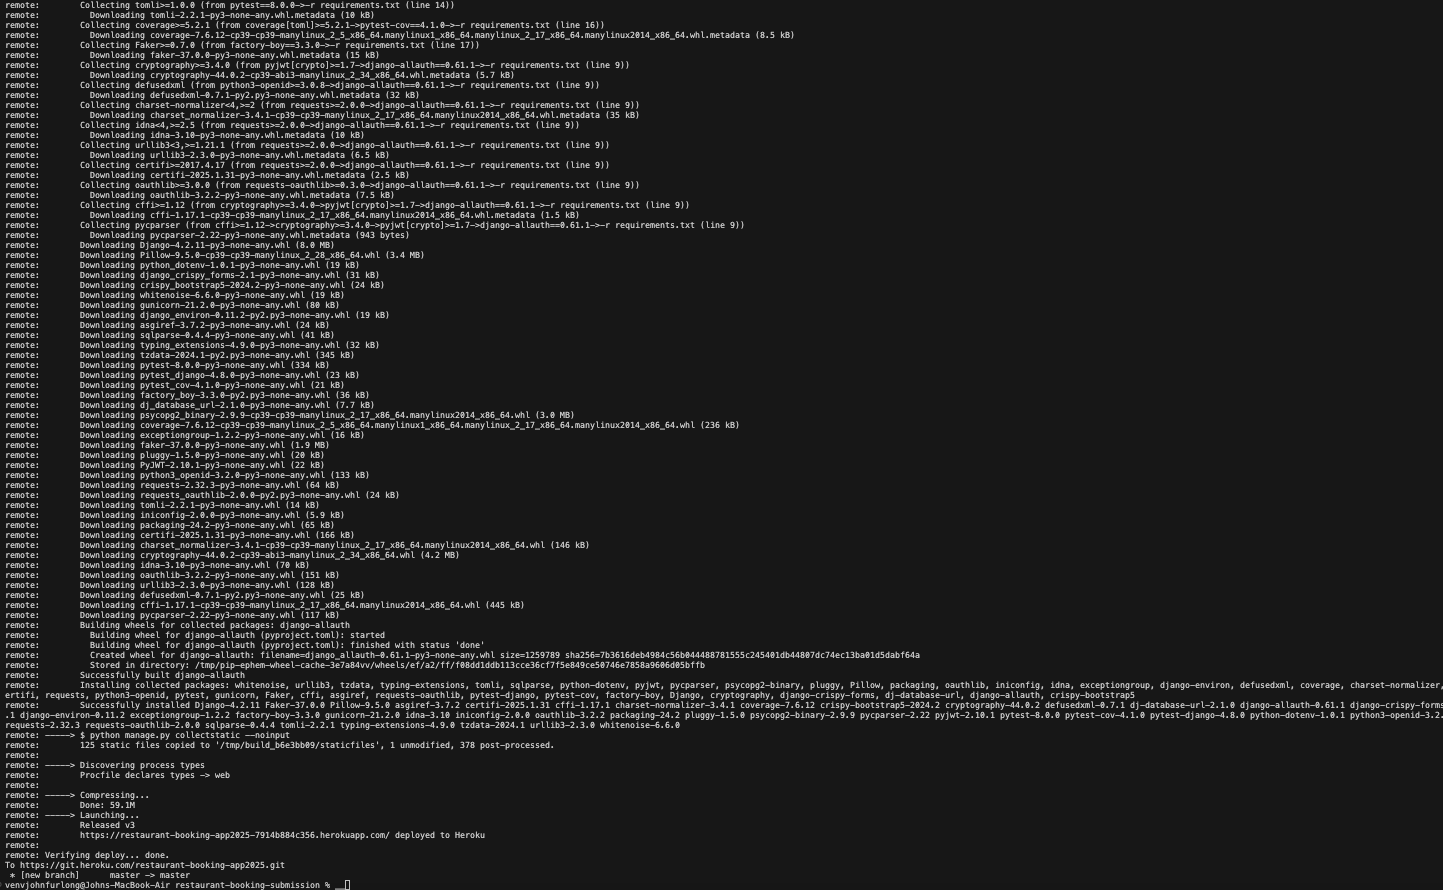 remote:        Collecting tomli>=1.0.0 (from pytest==8.0.0->-r requirements.txt (line 14))
remote:          Downloading tomli-2.2.1-py3-none-any.whl.metadata (10 kB)
remote:        Collecting coverage>=5.2.1 (from coverage[toml]>=5.2.1->pytest-cov==4.1.0->-r requirements.txt (line 16))
remote:          Downloading coverage-7.6.12-cp39-cp39-manylinux_2_5_x86_64.manylinux1_x86_64.manylinux_2_17_x86_64.manylinux2014_x86_64.whl.metadata (8.5 kB)
remote:        Collecting Faker>=0.7.0 (from factory-boy==3.3.0->-r requirements.txt (line 17))
remote:          Downloading faker-37.0.0-py3-none-any.whl.metadata (15 kB)
remote:        Collecting cryptography>=3.4.0 (from pyjwt[crypto]>=1.7->django-allauth==0.61.1->-r requirements.txt (line 9))
remote:          Downloading cryptography-44.0.2-cp39-abi3-manylinux_2_34_x86_64.whl.metadata (5.7 kB)
remote:        Collecting defusedxml (from python3-openid>=3.0.8->django-allauth==0.61.1->-r requirements.txt (line 9))
remote:          Downloading defusedxml-0.7.1-py2.py3-none-any.whl.metadata (32 kB)
remote:        Collecting charset-normalizer<4,>=2 (from requests>=2.0.0->django-allauth==0.61.1->-r requirements.txt (line 9))
remote:          Downloading charset_normalizer-3.4.1-cp39-cp39-manylinux_2_17_x86_64.manylinux2014_x86_64.whl.metadata (35 kB)
remote:        Collecting idna<4,>=2.5 (from requests>=2.0.0->django-allauth==0.61.1->-r requirements.txt (line 9))
remote:          Downloading idna-3.10-py3-none-any.whl.metadata (10 kB)
remote:        Collecting urllib3<3,>=1.21.1 (from requests>=2.0.0->django-allauth==0.61.1->-r requirements.txt (line 9))
remote:          Downloading urllib3-2.3.0-py3-none-any.whl.metadata (6.5 kB)
remote:        Collecting certifi>=2017.4.17 (from requests>=2.0.0->django-allauth==0.61.1->-r requirements.txt (line 9))
remote:          Downloading certifi-2025.1.31-py3-none-any.whl.metadata (2.5 kB)
remote:        Collecting oauthlib>=3.0.0 (from requests-oauthlib>=0.3.0->django-allauth==0.61.1->-r requirements.txt (line 9))
remote:          Downloading oauthlib-3.2.2-py3-none-any.whl.metadata (7.5 kB)
remote:        Collecting cffi>=1.12 (from cryptography>=3.4.0->pyjwt[crypto]>=1.7->django-allauth==0.61.1->-r requirements.txt (line 9))
remote:          Downloading cffi-1.17.1-cp39-cp39-manylinux_2_17_x86_64.manylinux2014_x86_64.whl.metadata (1.5 kB)
remote:        Collecting pycparser (from cffi>=1.12->cryptography>=3.4.0->pyjwt[crypto]>=1.7->django-allauth==0.61.1->-r requirements.txt (line 9))
remote:          Downloading pycparser-2.22-py3-none-any.whl.metadata (943 bytes)
remote:        Downloading Django-4.2.11-py3-none-any.whl (8.0 MB)
remote:        Downloading Pillow-9.5.0-cp39-cp39-manylinux_2_28_x86_64.whl (3.4 MB)
remote:        Downloading python_dotenv-1.0.1-py3-none-any.whl (19 kB)
remote:        Downloading django_crispy_forms-2.1-py3-none-any.whl (31 kB)
remote:        Downloading crispy_bootstrap5-2024.2-py3-none-any.whl (24 kB)
remote:        Downloading whitenoise-6.6.0-py3-none-any.whl (19 kB)
remote:        Downloading gunicorn-21.2.0-py3-none-any.whl (80 kB)
remote:        Downloading django_environ-0.11.2-py2.py3-none-any.whl (19 kB)
remote:        Downloading asgiref-3.7.2-py3-none-any.whl (24 kB)
remote:        Downloading sqlparse-0.4.4-py3-none-any.whl (41 kB)
remote:        Downloading typing_extensions-4.9.0-py3-none-any.whl (32 kB)
remote:        Downloading tzdata-2024.1-py2.py3-none-any.whl (345 kB)
remote:        Downloading pytest-8.0.0-py3-none-any.whl (334 kB)
remote:        Downloading pytest_django-4.8.0-py3-none-any.whl (23 kB)
remote:        Downloading pytest_cov-4.1.0-py3-none-any.whl (21 kB)
remote:        Downloading factory_boy-3.3.0-py2.py3-none-any.whl (36 kB)
remote:        Downloading dj_database_url-2.1.0-py3-none-any.whl (7.7 kB)
remote:        Downloading psycopg2_binary-2.9.9-cp39-cp39-manylinux_2_17_x86_64.manylinux2014_x86_64.whl (3.0 MB)
remote:        Downloading coverage-7.6.12-cp39-cp39-manylinux_2_5_x86_64.manylinux1_x86_64.manylinux_2_17_x86_64.manylinux2014_x86_64.whl (236 kB)
remote:        Downloading exceptiongroup-1.2.2-py3-none-any.whl (16 kB)
remote:        Downloading faker-37.0.0-py3-none-any.whl (1.9 MB)
remote:        Downloading pluggy-1.5.0-py3-none-any.whl (20 kB)
remote:        Downloading PyJWT-2.10.1-py3-none-any.whl (22 kB)
remote:        Downloading python3_openid-3.2.0-py3-none-any.whl (133 kB)
remote:        Downloading requests-2.32.3-py3-none-any.whl (64 kB)
remote:        Downloading requests_oauthlib-2.0.0-py2.py3-none-any.whl (24 kB)
remote:        Downloading tomli-2.2.1-py3-none-any.whl (14 kB)
remote:        Downloading iniconfig-2.0.0-py3-none-any.whl (5.9 kB)
remote:        Downloading packaging-24.2-py3-none-any.whl (65 kB)
remote:        Downloading certifi-2025.1.31-py3-none-any.whl (166 kB)
remote:        Downloading charset_normalizer-3.4.1-cp39-cp39-manylinux_2_17_x86_64.manylinux2014_x86_64.whl (146 kB)
remote:        Downloading cryptography-44.0.2-cp39-abi3-manylinux_2_34_x86_64.whl (4.2 MB)
remote:        Downloading idna-3.10-py3-none-any.whl (70 kB)
remote:        Downloading oauthlib-3.2.2-py3-none-any.whl (151 kB)
remote:        Downloading urllib3-2.3.0-py3-none-any.whl (128 kB)
remote:        Downloading defusedxml-0.7.1-py2.py3-none-any.whl (25 kB)
remote:        Downloading cffi-1.17.1-cp39-cp39-manylinux_2_17_x86_64.manylinux2014_x86_64.whl (445 kB)
remote:        Downloading pycparser-2.22-py3-none-any.whl (117 kB)
remote:        Building wheels for collected packages: django-allauth
remote:          Building wheel for django-allauth (pyproject.toml): started
remote:          Building wheel for django-allauth (pyproject.toml): finished with status 'done'
remote:          Created wheel for django-allauth: filename=django_allauth-0.61.1-py3-none-any.whl size=1259789 sha256=7b3616deb4984c56b044488781555c245401db44807dc74ec13ba01d5dabf64a
remote:          Stored in directory: /tmp/pip-ephem-wheel-cache-3e7a84vv/wheels/ef/a2/ff/f08dd1ddb113cce36cf7f5e849ce50746e7858a9606d05bffb
remote:        Successfully built django-allauth
remote:        Installing collected packages: whitenoise, urllib3, tzdata, typing-extensions, tomli, sqlparse, python-dotenv, pyjwt, pycparser, psycopg2-binary, pluggy, Pillow, packaging, oauthlib, iniconfig, idna, exceptiongroup, django-environ, defusedxml, coverage, charset-normalizer,
ertifi, requests, python3-openid, pytest, gunicorn, Faker, cffi, asgiref, requests-oauthlib, pytest-django, pytest-cov, factory-boy, Django, cryptography, django-crispy-forms, dj-database-url, django-allauth, crispy-bootstrap5
remote:        Successfully installed Django-4.2.11 Faker-37.0.0 Pillow-9.5.0 asgiref-3.7.2 certifi-2025.1.31 cffi-1.17.1 charset-normalizer-3.4.1 coverage-7.6.12 crispy-bootstrap5-2024.2 cryptography-44.0.2 defusedxml-0.7.1 dj-database-url-2.1.0 django-allauth-0.61.1 django-crispy-forms
.1 django-environ-0.11.2 exceptiongroup-1.2.2 factory-boy-3.3.0 gunicorn-21.2.0 idna-3.10 iniconfig-2.0.0 oauthlib-3.2.2 packaging-24.2 pluggy-1.5.0 psycopg2-binary-2.9.9 pycparser-2.22 pyjwt-2.10.1 pytest-8.0.0 pytest-cov-4.1.0 pytest-django-4.8.0 python-dotenv-1.0.1 python3-openid-3.2.
requests-2.32.3 requests-oauthlib-2.0.0 sqlparse-0.4.4 tomli-2.2.1 typing-extensions-4.9.0 tzdata-2024.1 urllib3-2.3.0 whitenoise-6.6.0
remote: -----> $ python manage.py collectstatic --noinput
remote:        125 static files copied to '/tmp/build_b6e3bb09/staticfiles', 1 unmodified, 378 post-processed.
remote:
remote: -----> Discovering process types
remote:        Procfile declares types -> web
remote:
remote: -----> Compressing...
remote:        Done: 59.1M
remote: -----> Launching...
remote:        Released v3
remote:        https://restaurant-booking-app2025-7914b884c356.herokuapp.com/ deployed to Heroku
remote:
remote: Verifying deploy... done.
To https://git.heroku.com/restaurant-booking-app2025.git
 * [new branch]      master -> master
venvjohnfurlong@Johns-MacBook-Air restaurant-booking-submission % __